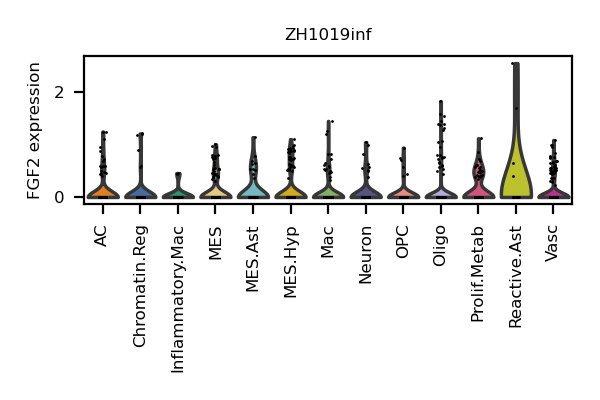 ZH1019inf
FGF2 expression
2
0
AC
Chromatin.Reg
Inflammatory.Mac
MES
MES.Ast
MES.Hyp
Mac
Neuron
OPC
Oligo
Prolif.Metab
Reactive.Ast
Vasc